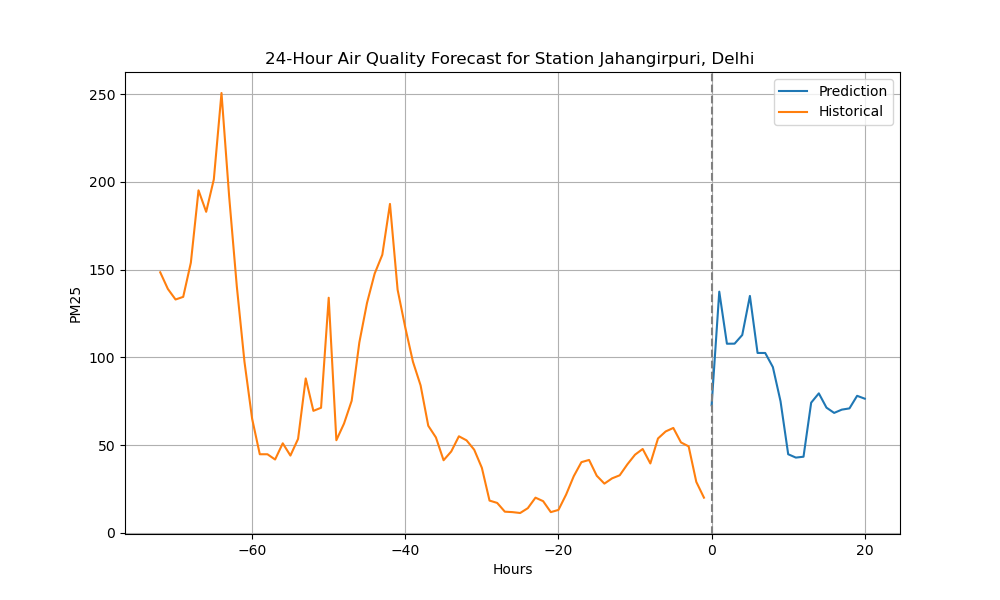 24-Hour Air Quality Forecast for Station Jahangirpuri, Delhi
Prediction
Historical
250
200
150
100
50
0
PM25
−60 −40 −20 0 20
Hours